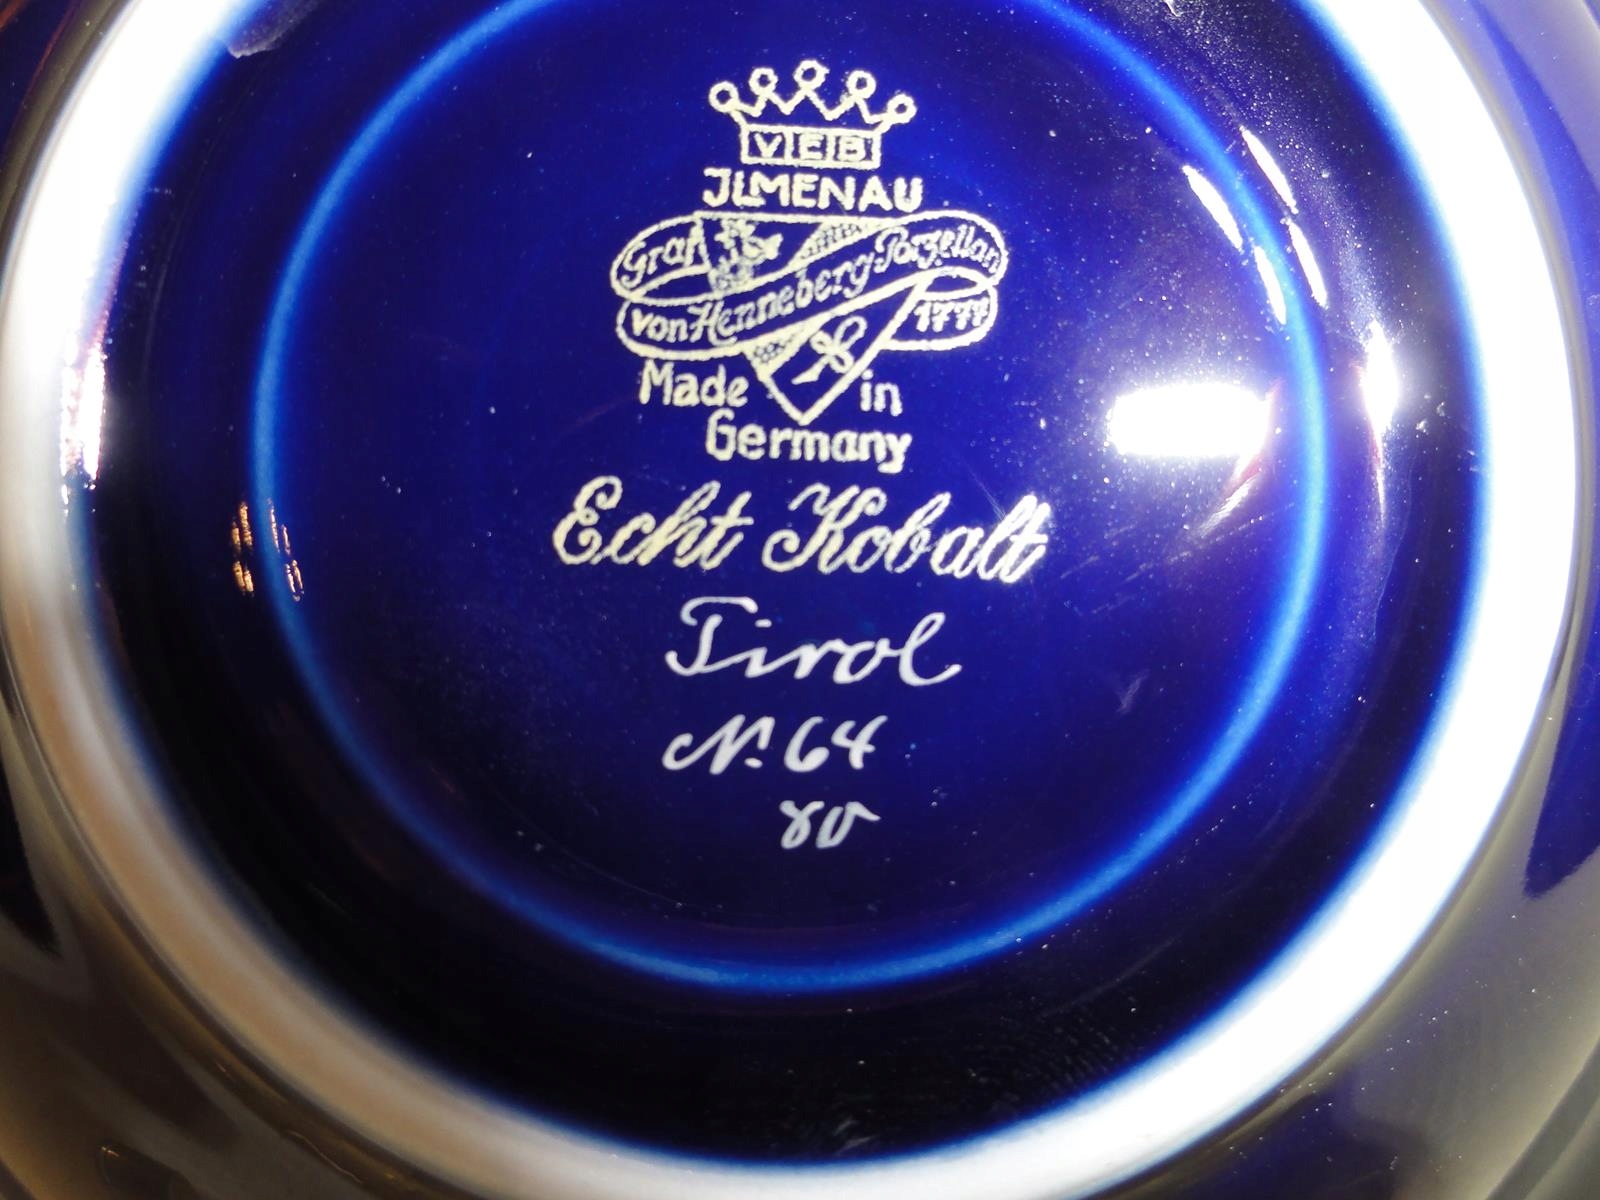 VEB
JLMENAU
Graf
von Henneberg-Porzellan
1777
Made in
Germany
Echt Kobalt
Tirol
N. 64
80